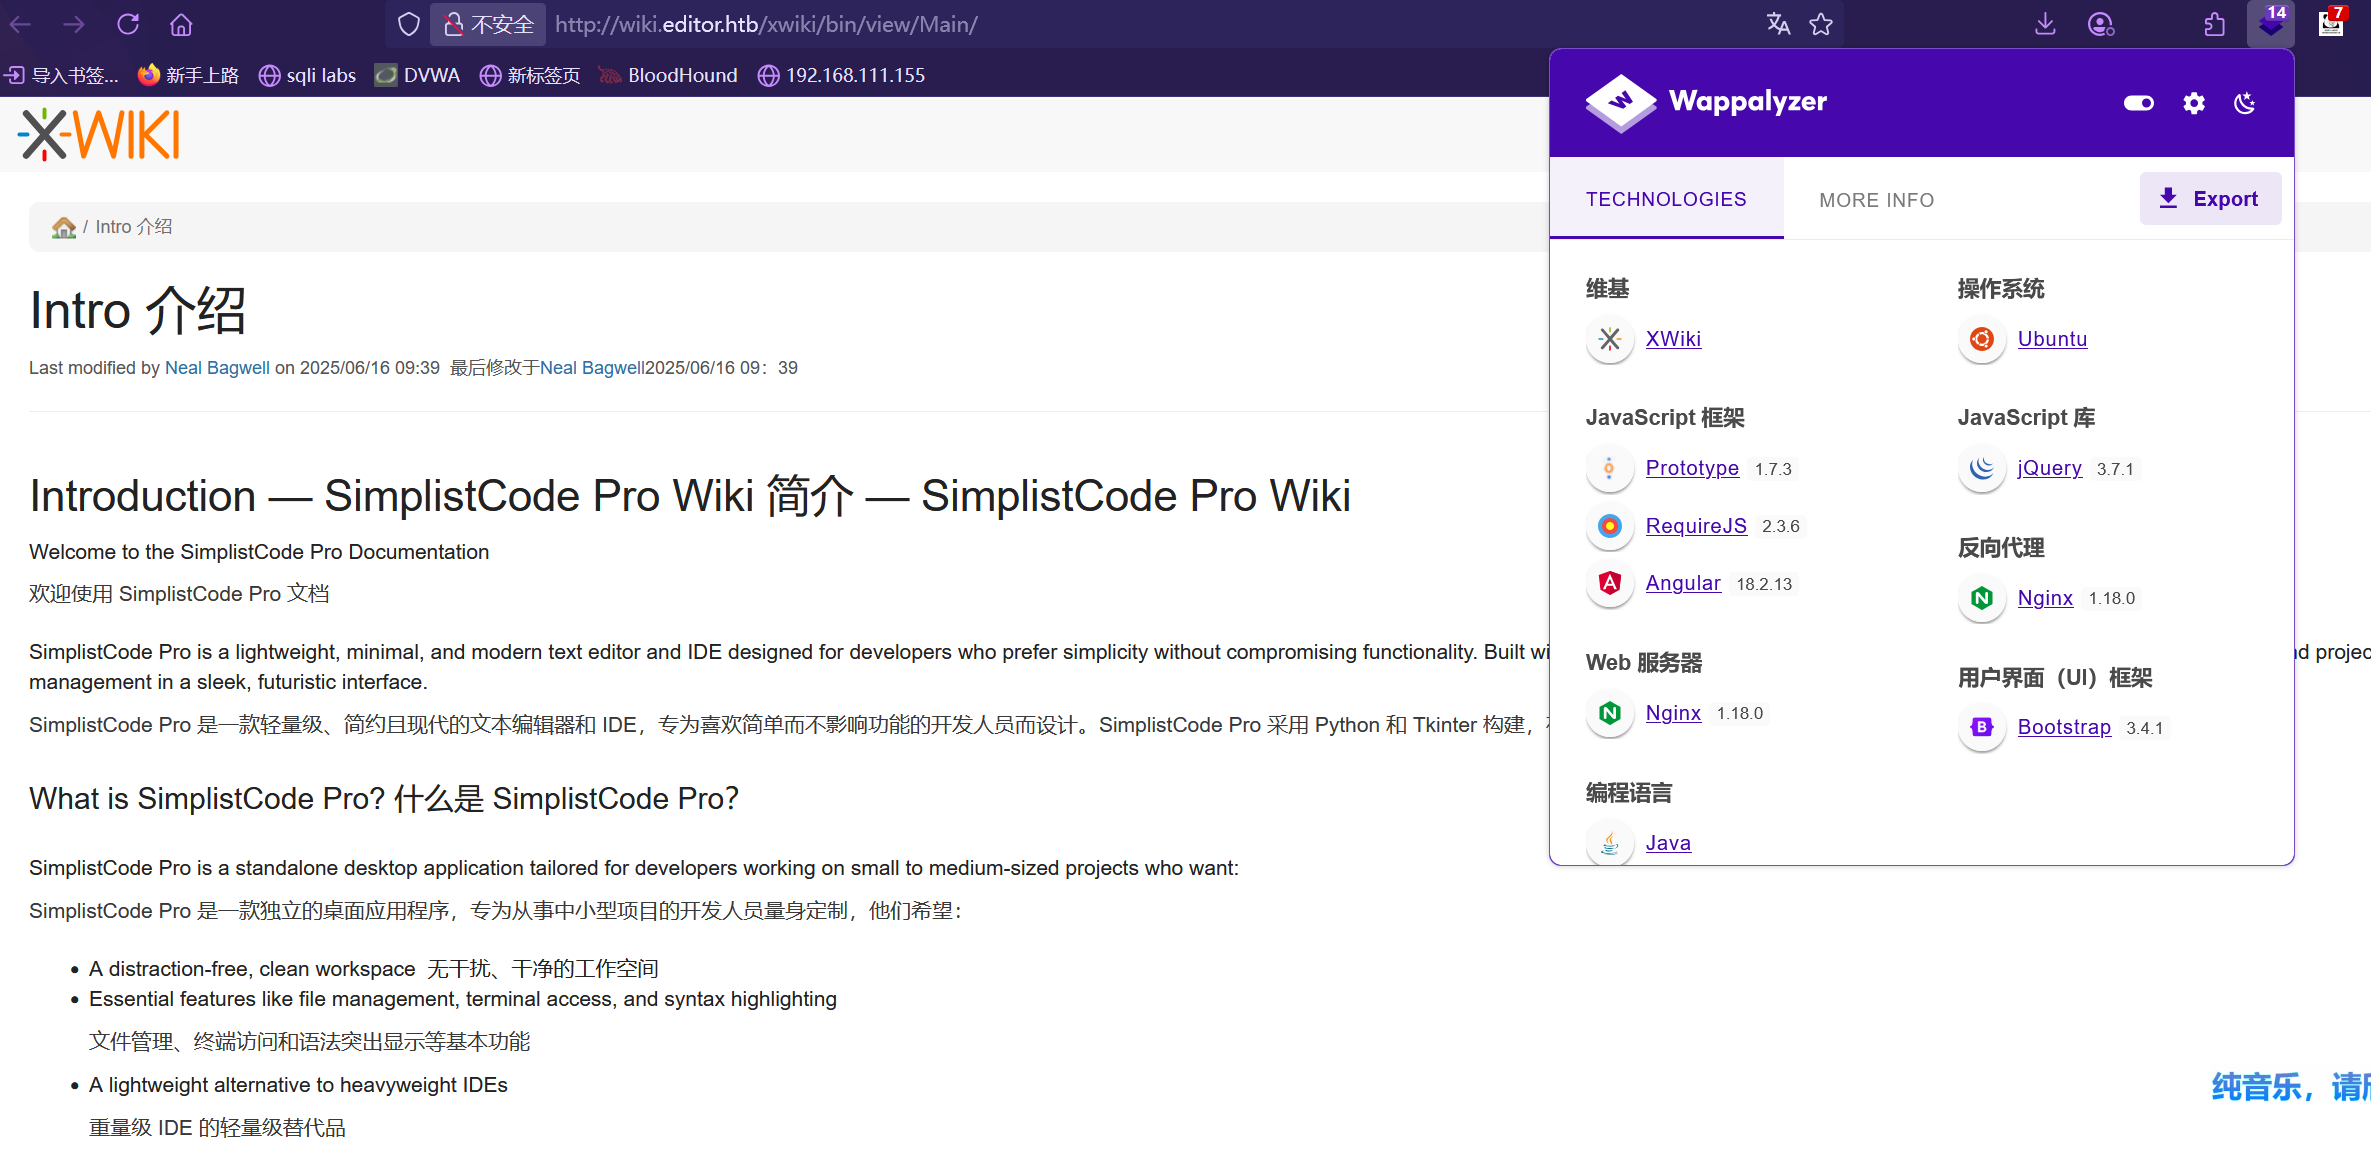 不安全 http://wiki.editor.htb/xwiki/bin/view/Main/ 14 7
导入书签... 新手上路 sqli labs DVWA 新标签页 BloodHound 192.168.111.155
XWIKI
/ Intro 介绍
Intro 介绍
Last modified by Neal Bagwell on 2025/06/16 09:39 最后修改于Neal Bagwell2025/06/16 09：39
Introduction — SimplistCode Pro Wiki 简介 — SimplistCode Pro Wiki
Welcome to the SimplistCode Pro Documentation
欢迎使用 SimplistCode Pro 文档
SimplistCode Pro is a lightweight, minimal, and modern text editor and IDE designed for developers who prefer simplicity without compromising functionality. Built
management in a sleek, futuristic interface.
SimplistCode Pro 是一款轻量级、简约且现代的文本编辑器和 IDE，专为喜欢简单而不影响功能的开发人员而设计。SimplistCode Pro 采用 Python 和 Tkinter 构建，
What is SimplistCode Pro? 什么是 SimplistCode Pro？
SimplistCode Pro is a standalone desktop application tailored for developers working on small to medium-sized projects who want:
SimplistCode Pro 是一款独立的桌面应用程序，专为从事中小型项目的开发人员量身定制，他们希望：
• A distraction-free, clean workspace 无干扰、干净的工作空间
• Essential features like file management, terminal access, and syntax highlighting
文件管理、终端访问和语法突出显示等基本功能
• A lightweight alternative to heavyweight IDEs
重量级 IDE 的轻量级替代品
Wappalyzer
TECHNOLOGIES MORE INFO Export
维基
XWiki
JavaScript 框架
Prototype 1.7.3
RequireJS 2.3.6
Angular 18.2.13
Web 服务器
Nginx 1.18.0
编程语言
Java
操作系统
Ubuntu
JavaScript 库
jQuery 3.7.1
反向代理
Nginx 1.18.0
用户界面（UI）框架
Bootstrap 3.4.1
纯音乐，请